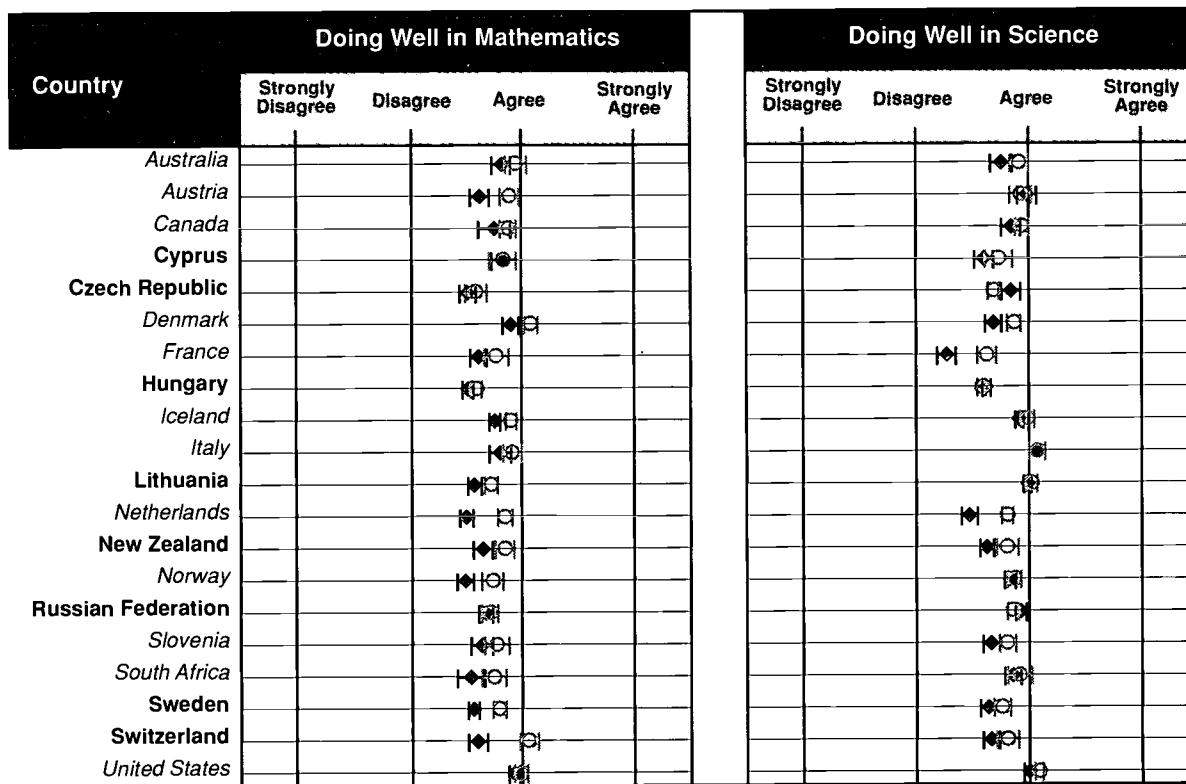 Doing Well in Mathematics
Doing Well in Science
Country
Strongly Disagree
Disagree
Agree
Strongly Agree
Strongly Disagree
Disagree
Agree
Strongly Agree
Australia
Austria
Canada
Cyprus
Czech Republic
Denmark
France
Hungary
Iceland
Italy
Lithuania
Netherlands
New Zealand
Norway
Russian Federation
Slovenia
South Africa
Sweden
Switzerland
United States